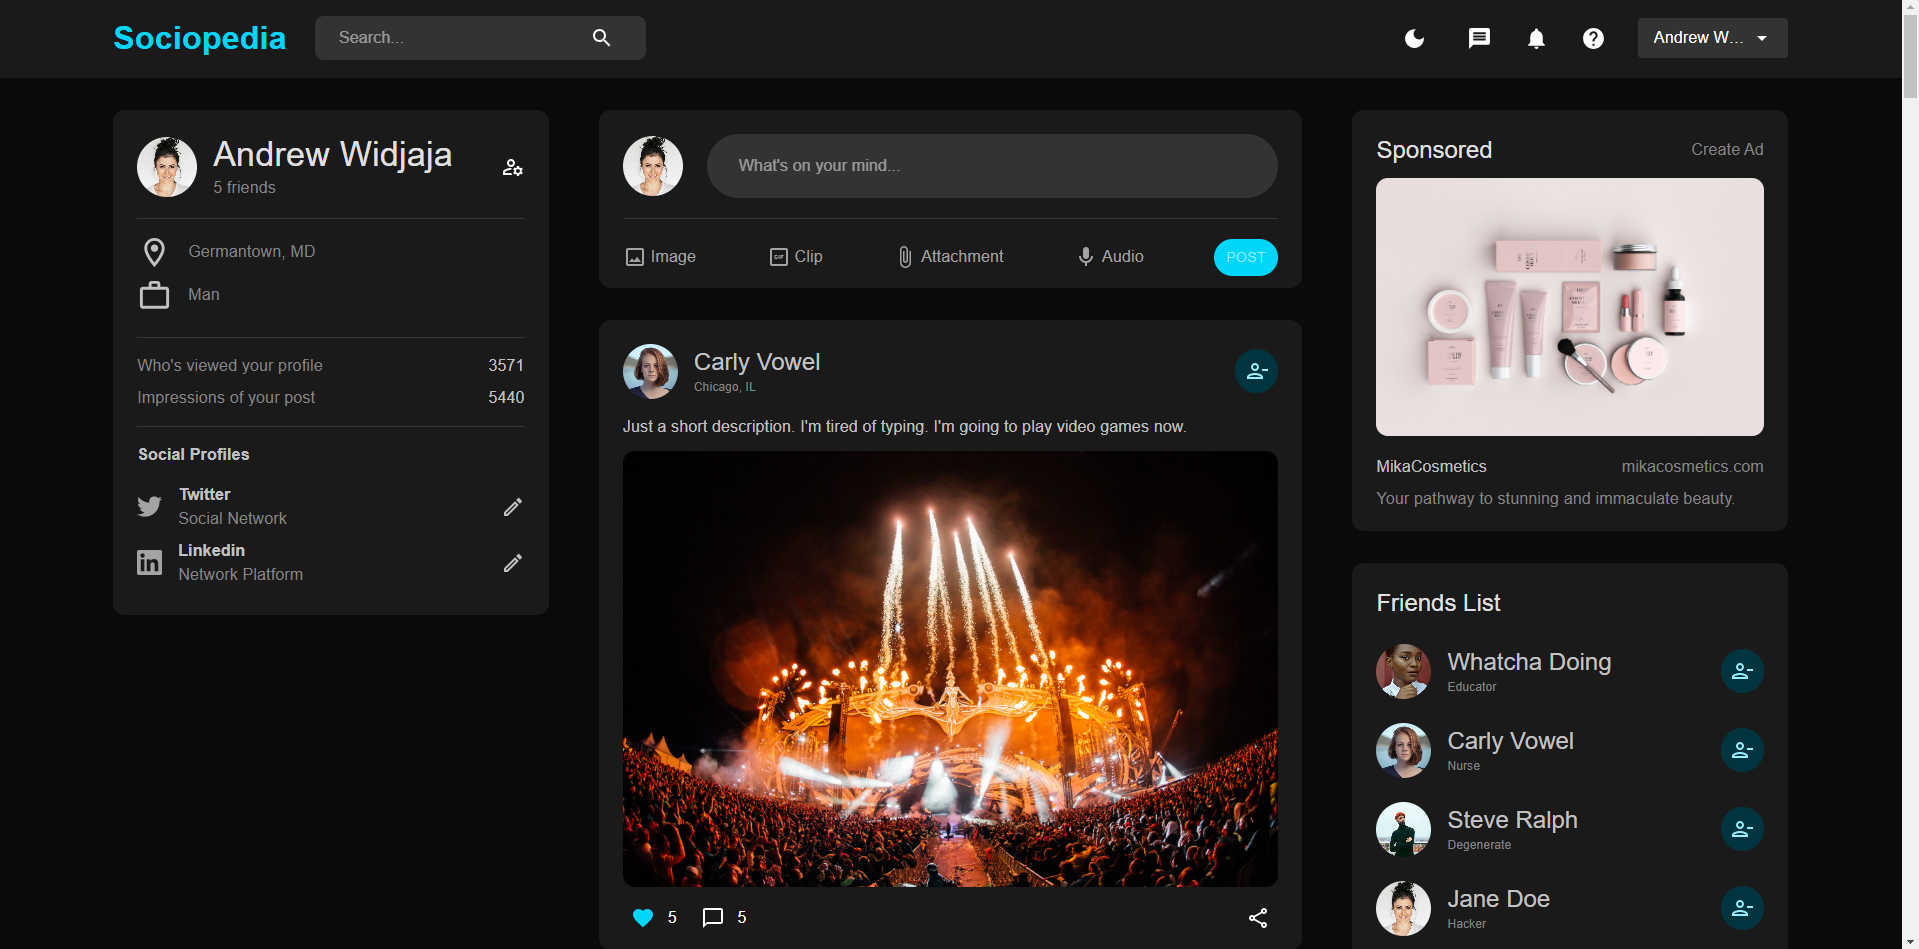 Sociopedia
Search...
Andrew W...
Andrew Widjaja
5 friends
Germantown, MD
Man
Who's viewed your profile 3571
Impressions of your post 5440
Social Profiles
Twitter
Social Network
Linkedin
Network Platform
What's on your mind...
Image
GIF
Clip
Attachment
Audio
POST
Carly Vowel
Chicago, IL
Just a short description. I'm tired of typing. I'm going to play video games now.
5
5
Sponsored
Create Ad
MikaCosmetics
mikacosmetics.com
Your pathway to stunning and immaculate beauty.
Friends List
Whatcha Doing
Educator
Carly Vowel
Nurse
Steve Ralph
Degenerate
Jane Doe
Hacker